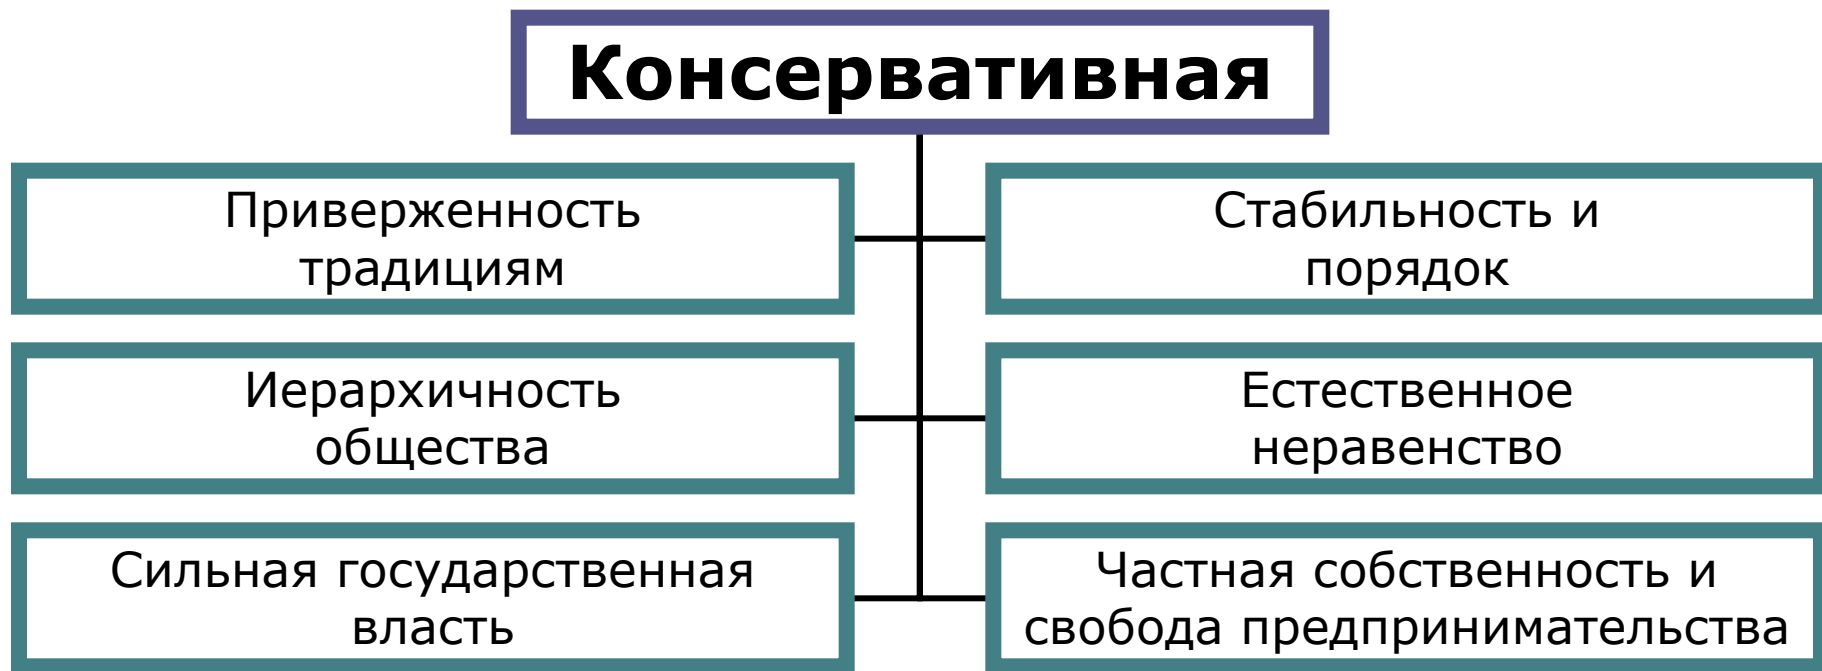 Консервативная
Приверженность
традициям
Стабильность и
порядок
Иерархичность
общества
Естественное
неравенство
Сильная государственная
власть
Частная собственность и
свобода предпринимательства